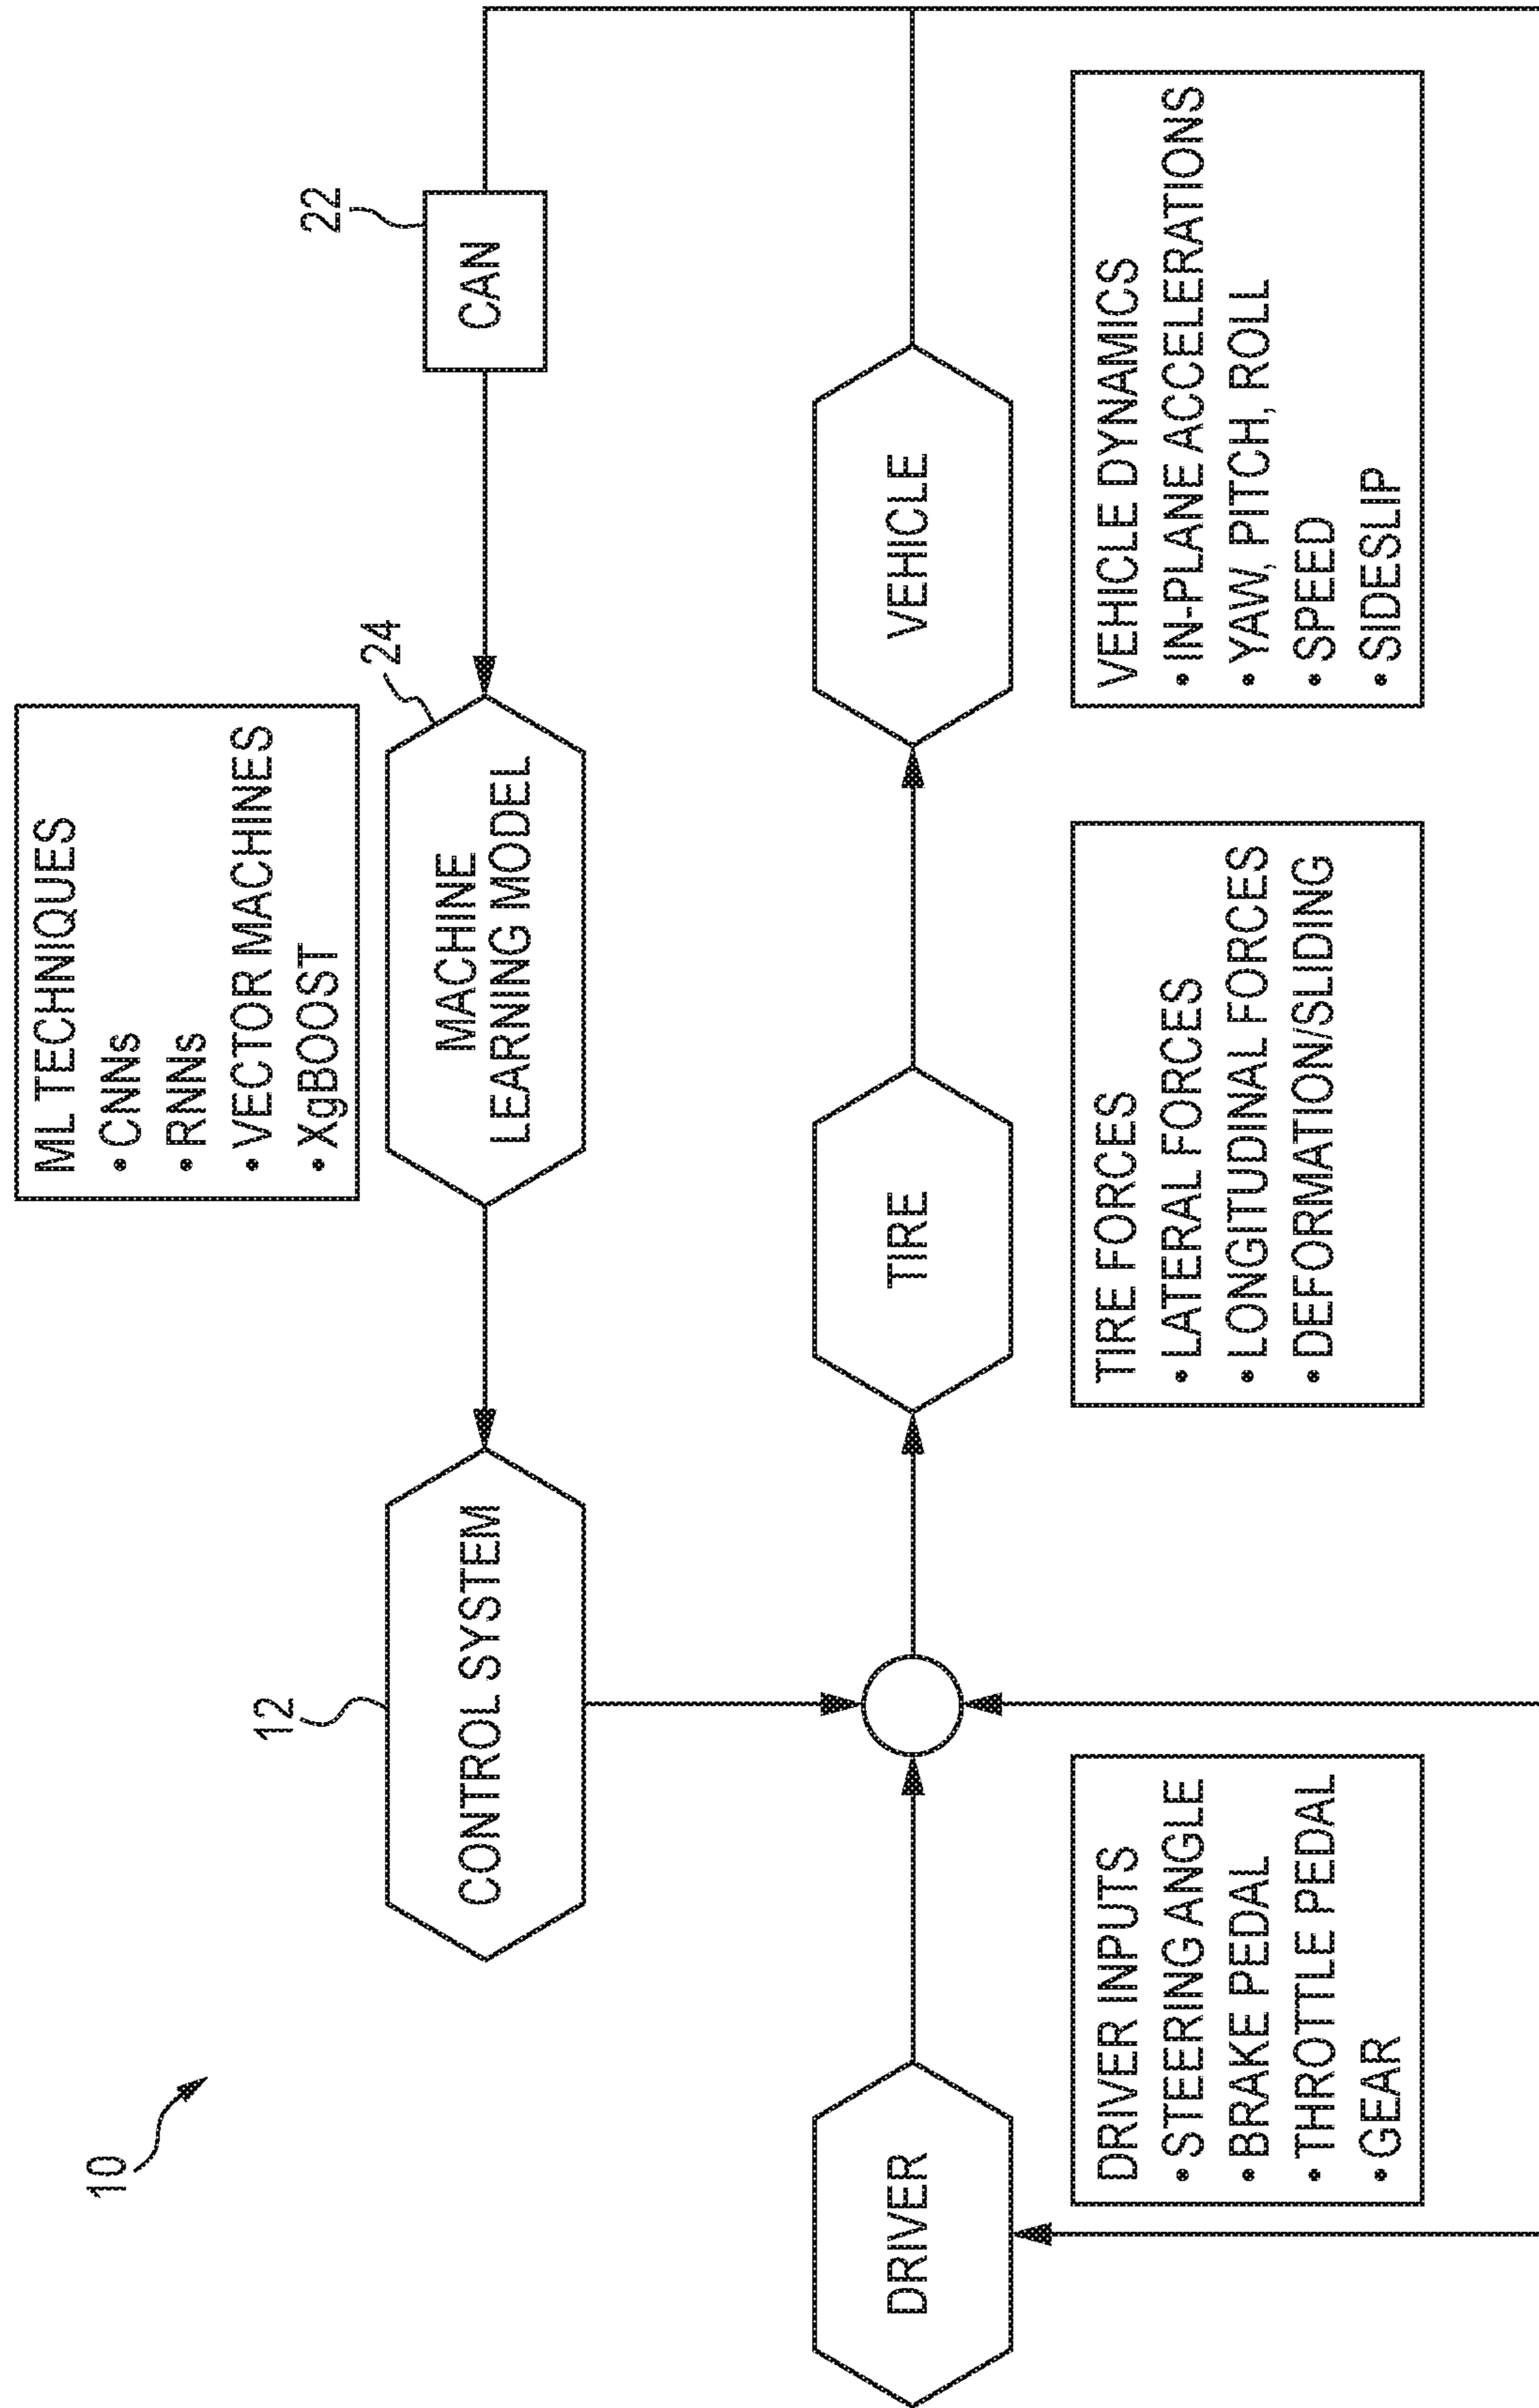 10
ML TECHNIQUES
• CNNs
• RNNs
• VECTOR MACHINES
• XgBOOST
12
CONTROL SYSTEM
24
MACHINE
LEARNING MODEL
22
CAN
DRIVER
TIRE
VEHICLE
DRIVER INPUTS
• STEERING ANGLE
• BRAKE PEDAL
• THROTTLE PEDAL
• GEAR
TIRE FORCES
• LATERAL FORCES
• LONGITUDINAL FORCES
• DEFORMATION/SLIDING
VEHICLE DYNAMICS
• IN-PLANE ACCELERATIONS
• YAW, PITCH, ROLL
• SPEED
• SIDESLIP